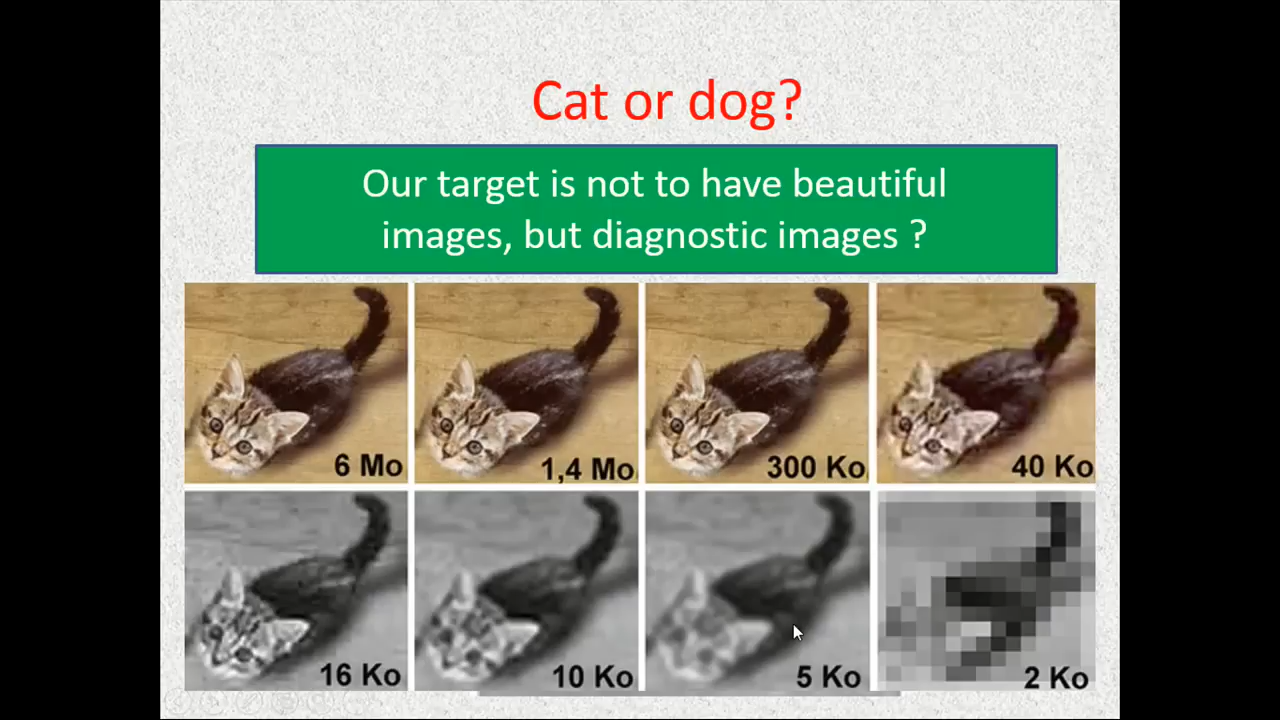 Cat or dog?
Our target is not to have beautiful
images, but diagnostic images ?
6 Mo
1,4 Mo
300 Ko
40 Ko
16 Ko
10 Ko
5 Ko
2 Ko